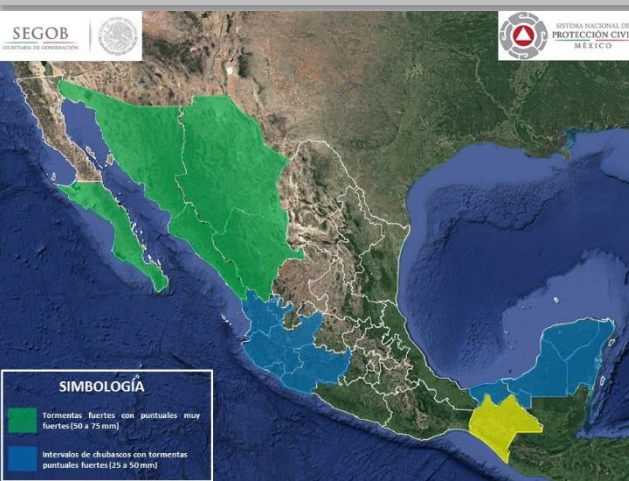 SEGOB
SECRETARÍA DE GOBERNACIÓN
SISTEMA NACIONAL DE
PROTECCIÓN CIVI
MÉXICO
SIMBOLOGÍA
Tormentas fuertes con puntuales muy
fuertes (50 a 75 mm)
Intervalos de chubascos con tormentas
puntuales fuertes (25 a 50 mm)